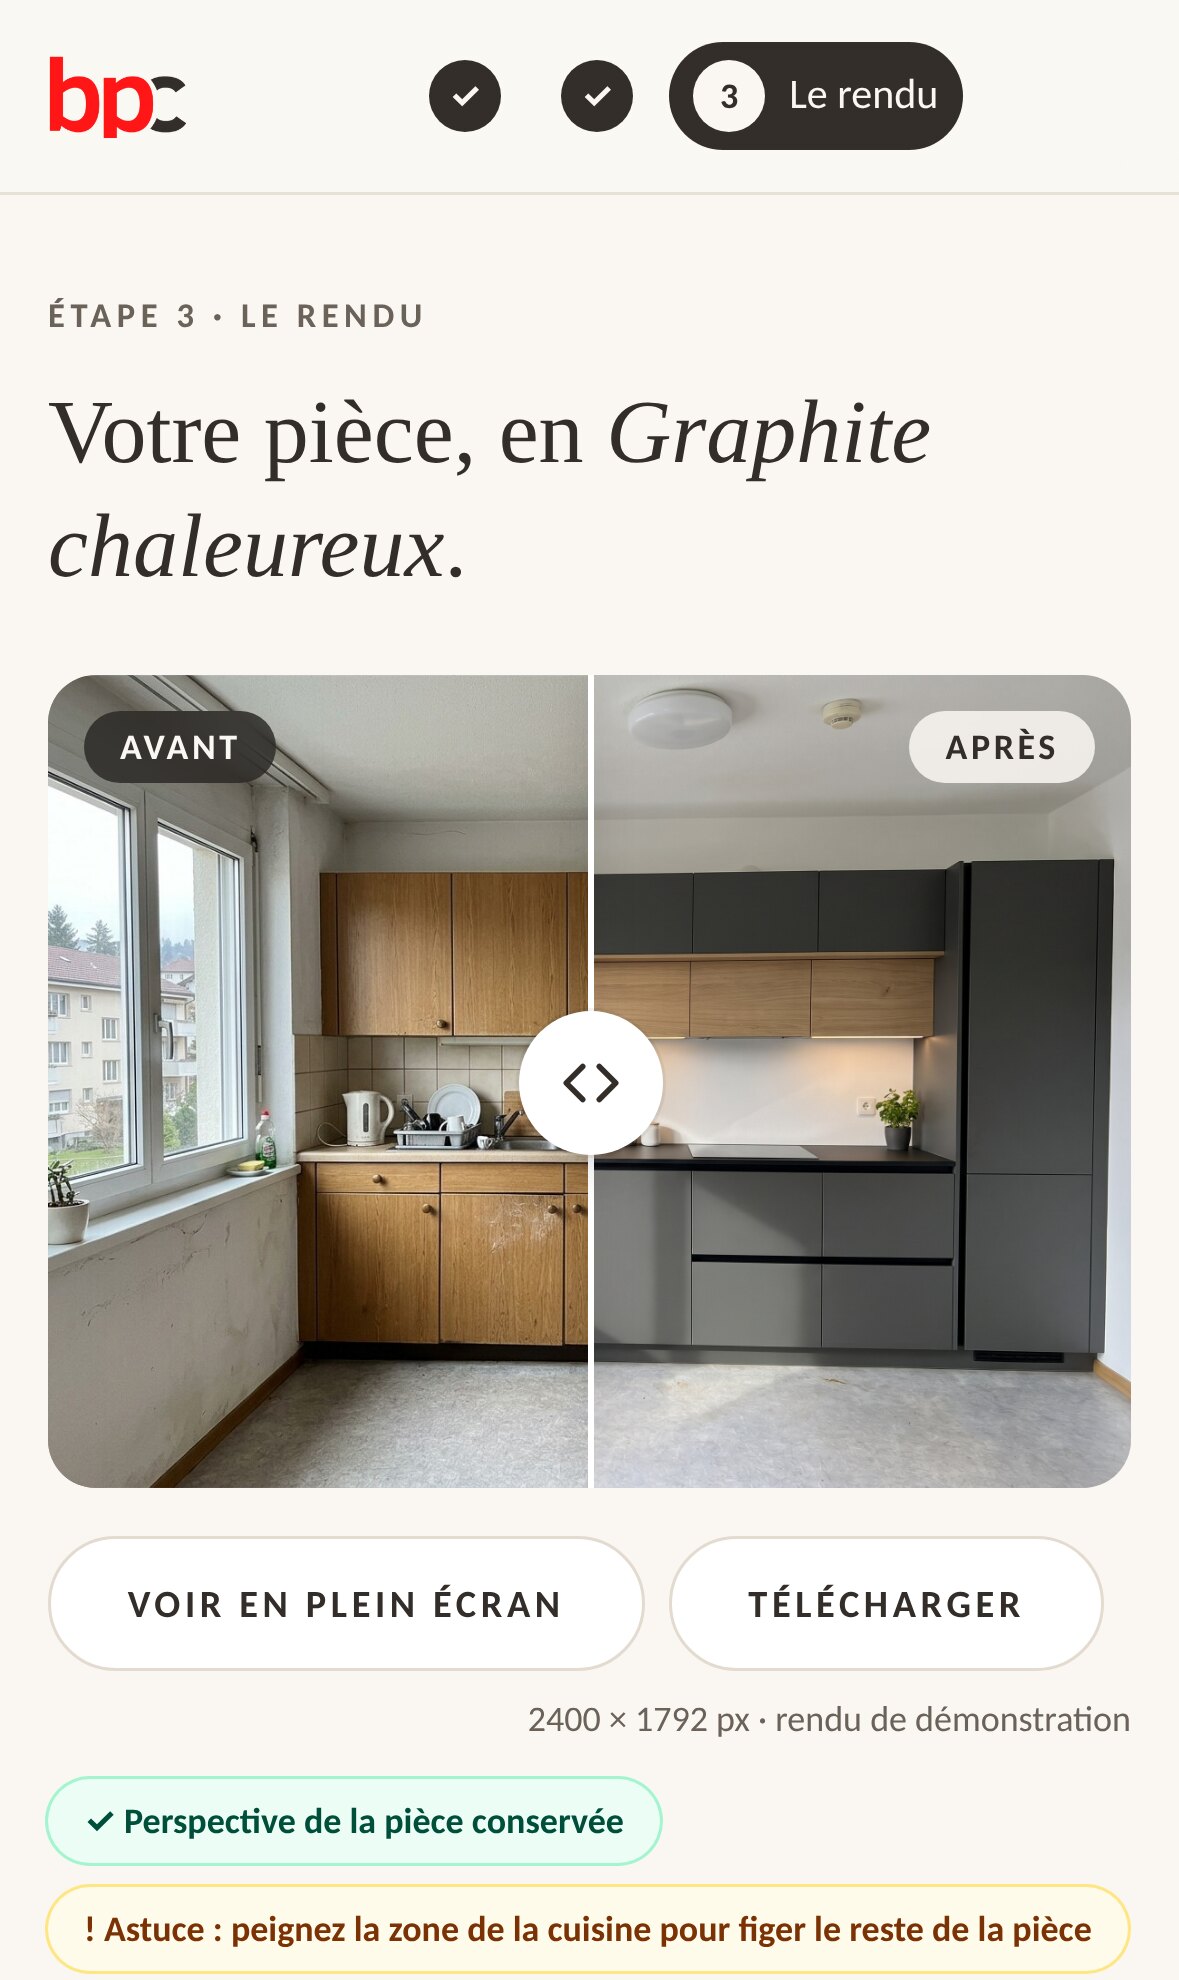 bpc
3 Le rendu
ÉTAPE 3 · LE RENDU
Votre pièce, en Graphite
chaleureux.
AVANT
APRÈS
VOIR EN PLEIN ÉCRAN
TÉLÉCHARGER
2400 × 1792 px · rendu de démonstration
✓ Perspective de la pièce conservée
! Astuce : peignez la zone de la cuisine pour figer le reste de la pièce